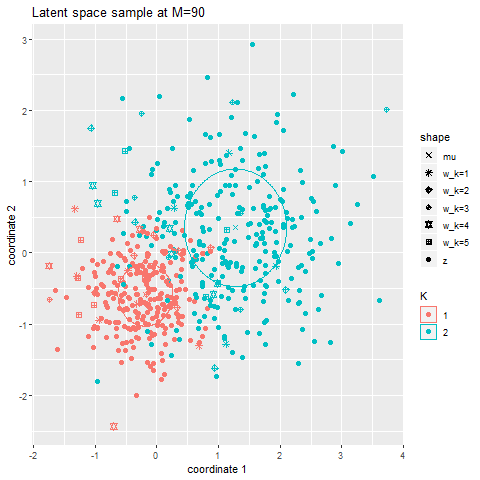 Latent space sample at M=90
3
2
1
0
-1
-2
coordinate 2
-2
-1
0
1
2
3
4
coordinate 1
shape
mu
w_k=1
w_k=2
w_k=3
w_k=4
w_k=5
z
K
1
2